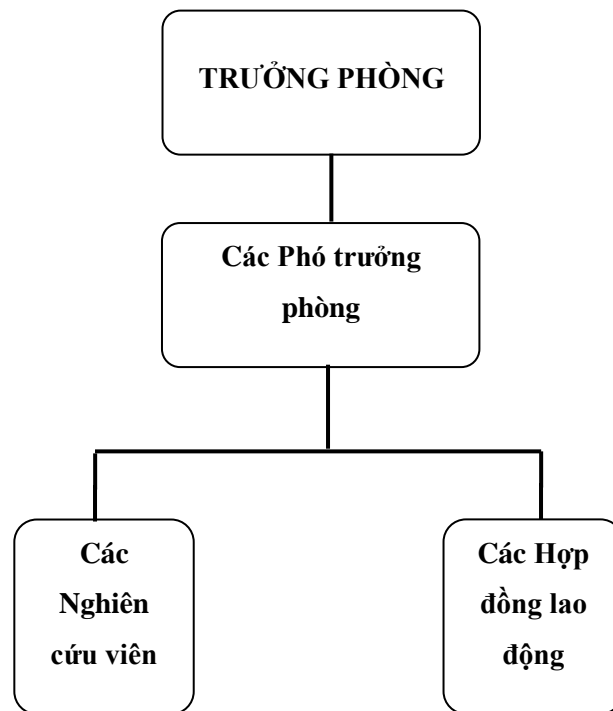 TRƯỞNG PHÒNG
Các Phó trưởng
phòng
Các
Nghiên
cứu viên
Các Hợp
đồng lao
động